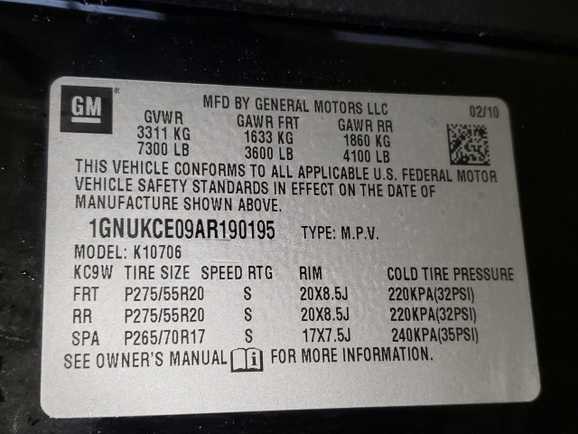 GM
MFD BY GENERAL MOTORS LLC 02/10
GVWR GAWR FRT GAWR RR
3311 KG 1633 KG 1860 KG
7300 LB 3600 LB 4100 LB
THIS VEHICLE CONFORMS TO ALL APPLICABLE U.S. FEDERAL MOTOR
VEHICLE SAFETY STANDARDS IN EFFECT ON THE DATE OF
MANUFACTURE SHOWN ABOVE.
1GNUKCE09AR190195 TYPE: M.P.V.
MODEL: K10706
KC9W TIRE SIZE SPEED RTG RIM COLD TIRE PRESSURE
FRT P275/55R20 S 20X8.5J 220KPA(32PSI)
RR P275/55R20 S 20X8.5J 220KPA(32PSI)
SPA P265/70R17 S 17X7.5J 240KPA(35PSI)
SEE OWNER'S MANUAL FOR MORE INFORMATION.